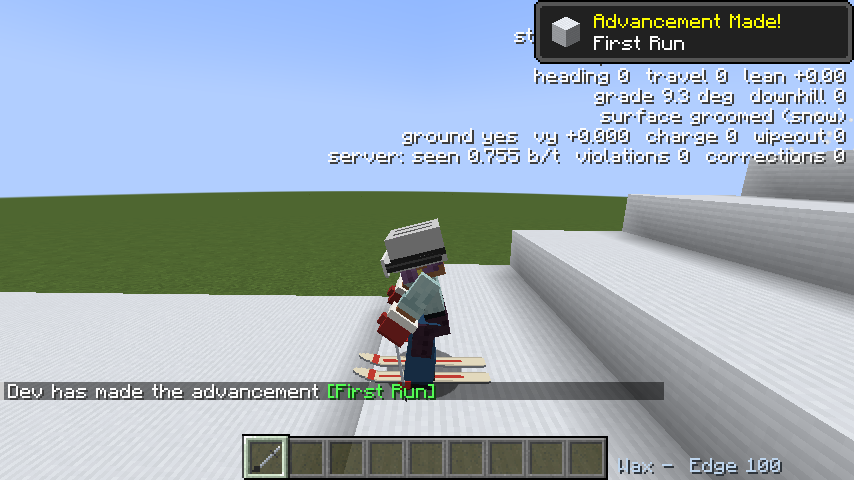 Advancement Made!
First Run
st
heading 0 travel 0 lean +0.00
grade 9.3 deg downhill 0
surface groomed (snow)
ground yes vy +0.000 charge 0 wipeout 0
server: seen 0.755 b/t violations 0 corrections 0
Dev has made the advancement [First Run]
Wax - Edge 100